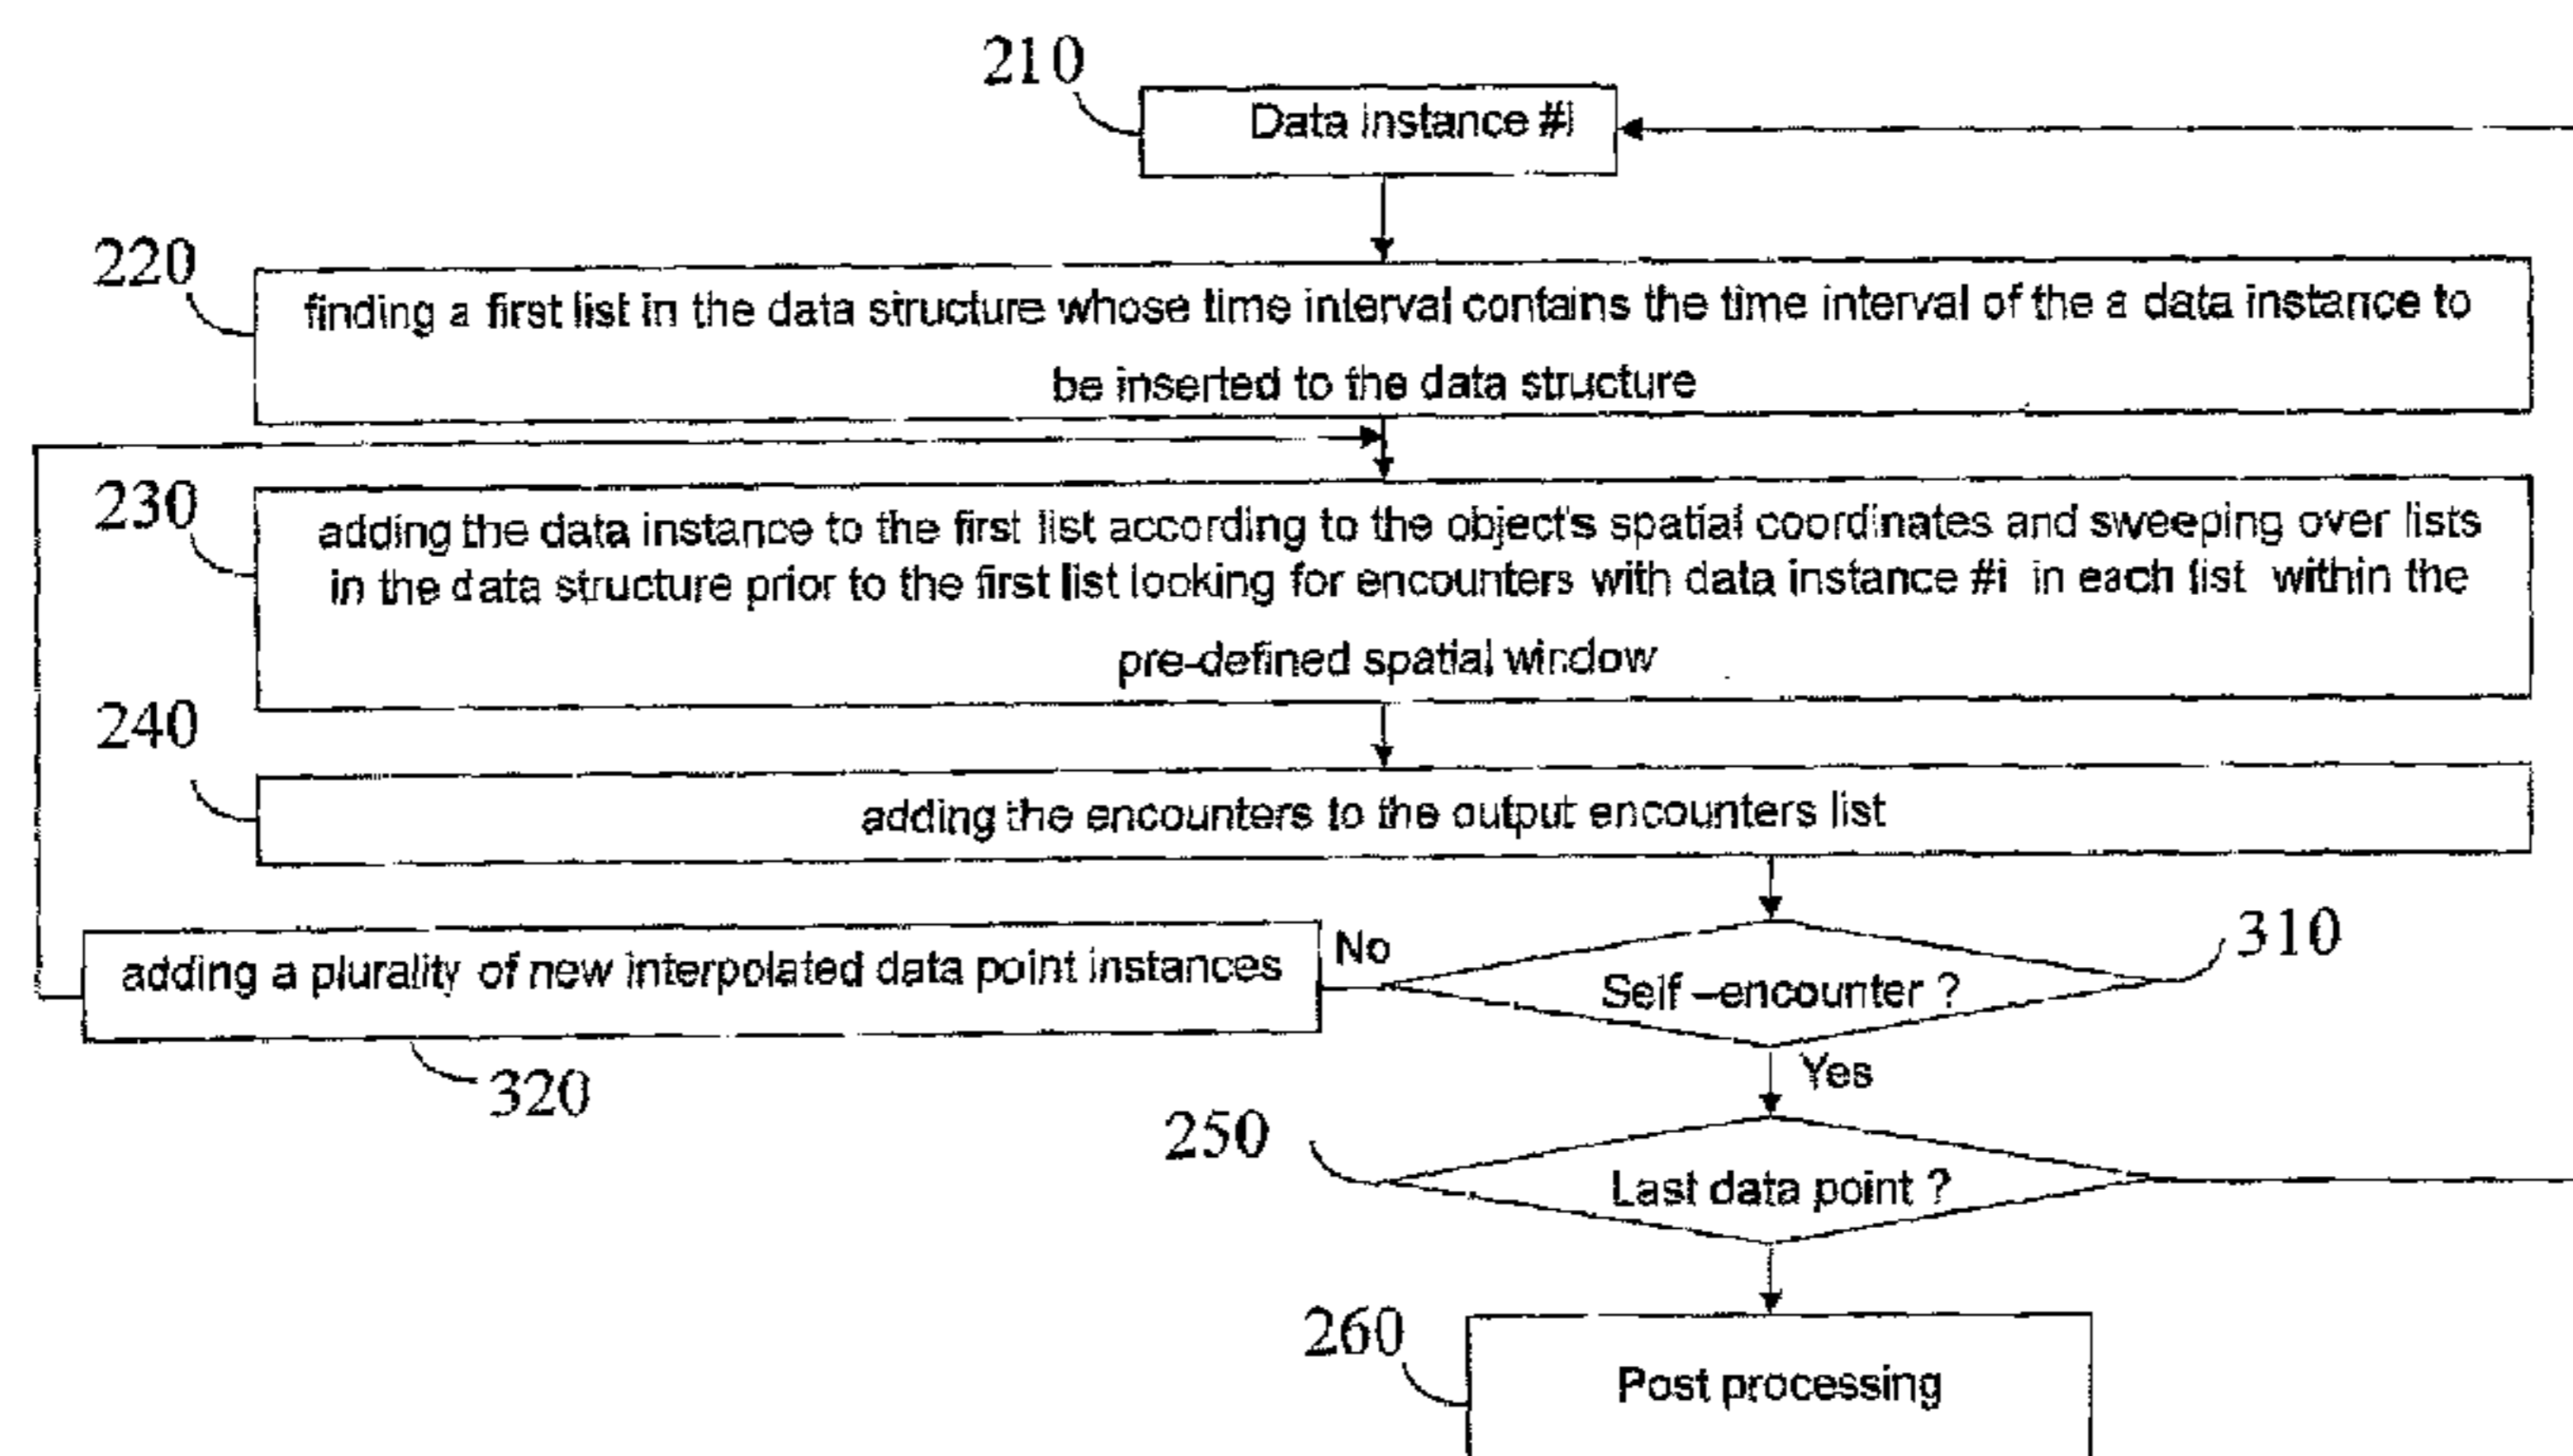 210
Data instance #i
220
finding a first list in the data structure whose time interval contains the time interval of the a data instance to
be inserted to the data structure
230
adding the data instance to the first list according to the object's spatial coordinates and sweeping over lists
in the data structure prior to the first list looking for encounters with data instance #i in each list within the
pre-defined spatial window
240
adding the encounters to the output encounters list
310
No
adding a plurality of new interpolated data point instances
Self –encounter ?
320
Yes
250
Last data point ?
260
Post processing